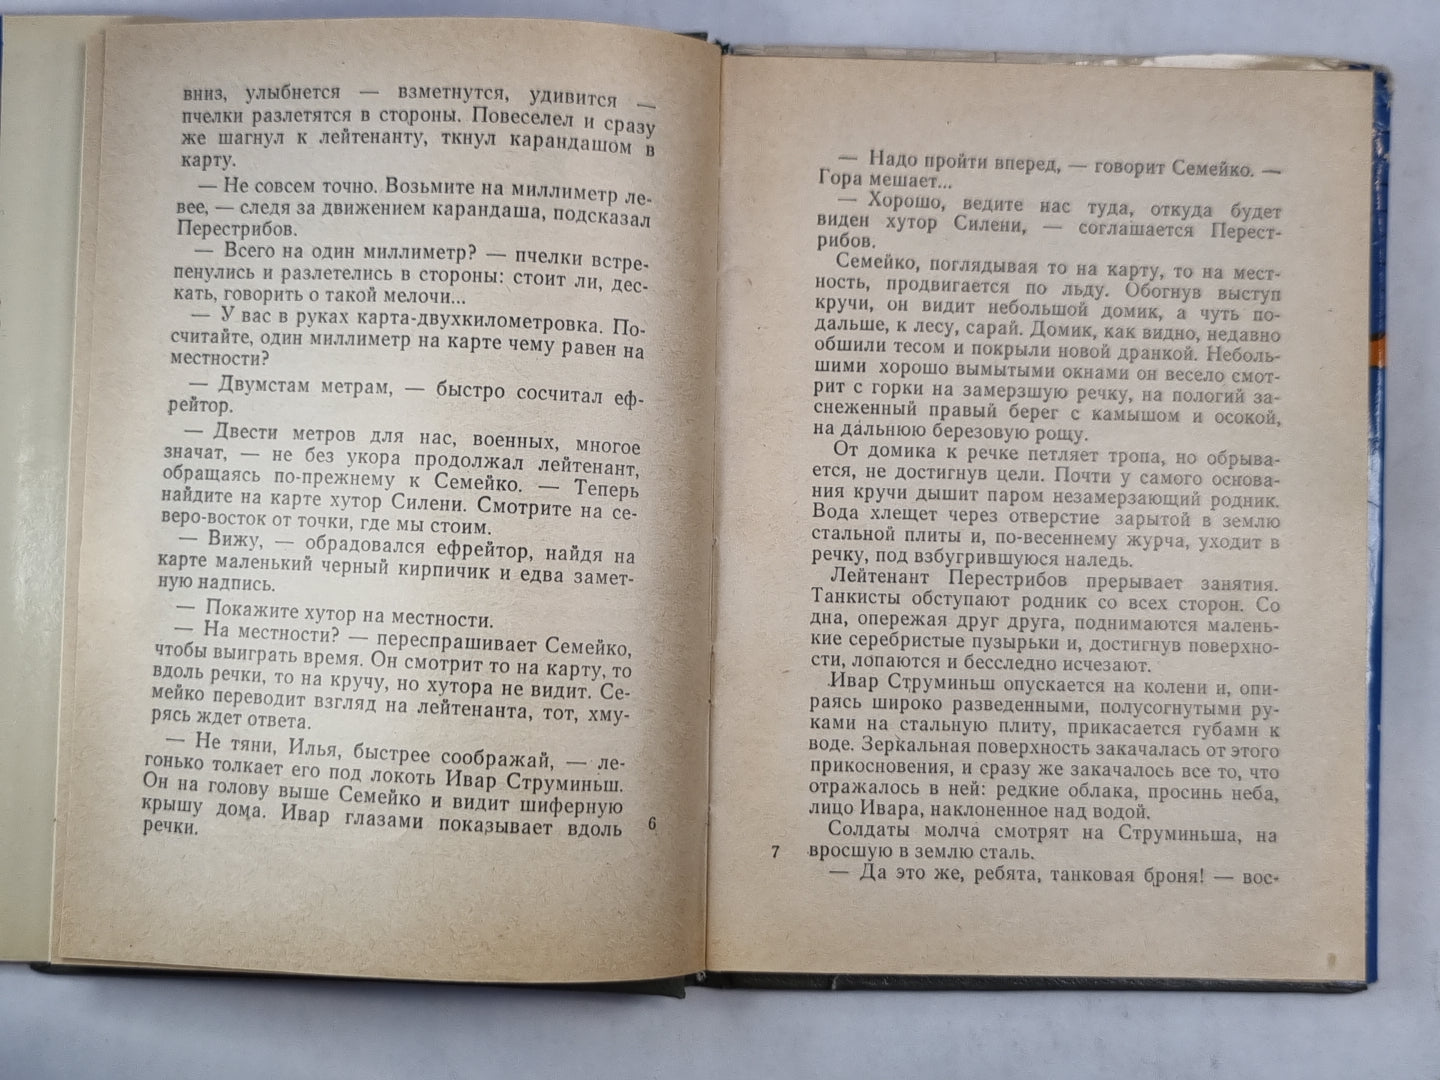 вниз, улыбнется — взметнутся, удивится —
пчелки разлетятся в стороны. Повеселел и сразу
же шагнул к лейтенанту, ткнул карандашом в
карту.
— Не совсем точно. Возьмите на миллиметр ле-
вее, — следя за движением карандаша, подсказал
Перестрибов.
— Всего на один миллиметр? — пчелки встре-
пенулись и разлетелись в стороны: стоит ли, дес-
кать, говорить о такой мелочи...
— У вас в руках карта-двухкилометровка. По-
считайте, один миллиметр на карте чему равен на
местности?
— Двумстам метрам, — быстро сосчитал еф-
рейтор.
— Двести метров для нас, военных, многое
значат, — не без укора продолжал лейтенант,
обращаясь по-прежнему к Семейко. — Теперь
найдите на карте хутор Силени. Смотрите на се-
веро-восток от точки, где мы стоим.
— Вижу, — обрадовался ефрейтор, найдя на
карте маленький черный кирпичик и едва замет-
ную надпись.
— Покажите хутор на местности.
— На местности? — переспрашивает Семейко,
чтобы выиграть время. Он смотрит то на карту, то
вдоль речки, то на кручу, но хутора не видит. Се-
мейко переводит взгляд на лейтенанта, тот, хму-
рясь ждет ответа.
— Не тяни, Илья, быстрее соображай, — ле-
гонько толкает его под локоть Ивар Струминьш.
Он на голову выше Семейко и видит шиферную
крышу дома. Ивар глазами показывает вдоль
речки.
6
— Надо пройти вперед, — говорит Семейко. —
Гора мешает...
— Хорошо, ведите нас туда, откуда будет
виден хутор Силени, — соглашается Перест-
рибов.
Семейко, поглядывая то на карту, то на мест-
ность, продвигается по льду. Обогнув выступ
кручи, он видит небольшой домик, а чуть по-
дальше, к лесу, сарай. Домик, как видно, недавно
обшили тесом и покрыли новой дранкой. Неболь-
шими хорошо вымытыми окнами он весело смот-
рит с горки на замерзшую речку, на пологий за-
снеженный правый берег с камышом и осокой,
на дальнюю березовую рощу.
От домика к речке петляет тропа, но обрыва-
ется, не достигнув цели. Почти у самого основа-
ния кручи дышит паром незамерзающий родник.
Вода хлещет через отверстие зарытой в землю
стальной плиты и, по-весеннему журча, уходит в
речку, под взбугрившуюся наледь.
Лейтенант Перестрибов прерывает занятия.
Танкисты обступают родник со всех сторон. Со
дна, опережая друг друга, поднимаются малень-
кие серебристые пузырьки и, достигнув поверхно-
сти, лопаются и бесследно исчезают.
Ивар Струминьш опускается на колени и, опи-
раясь широко разведенными, полусогнутыми ру-
ками на стальную плиту, прикасается губами к
воде. Зеркальная поверхность закачалась от этого
прикосновения, и сразу же закачалось все то, что
отражалось в ней: редкие облака, просинь неба,
лицо Ивара, наклоненное над водой.
Солдаты молча смотрят на Струминьша, на
вросшую в землю сталь.
— Да это же, ребята, танковая броня! — вос-
7